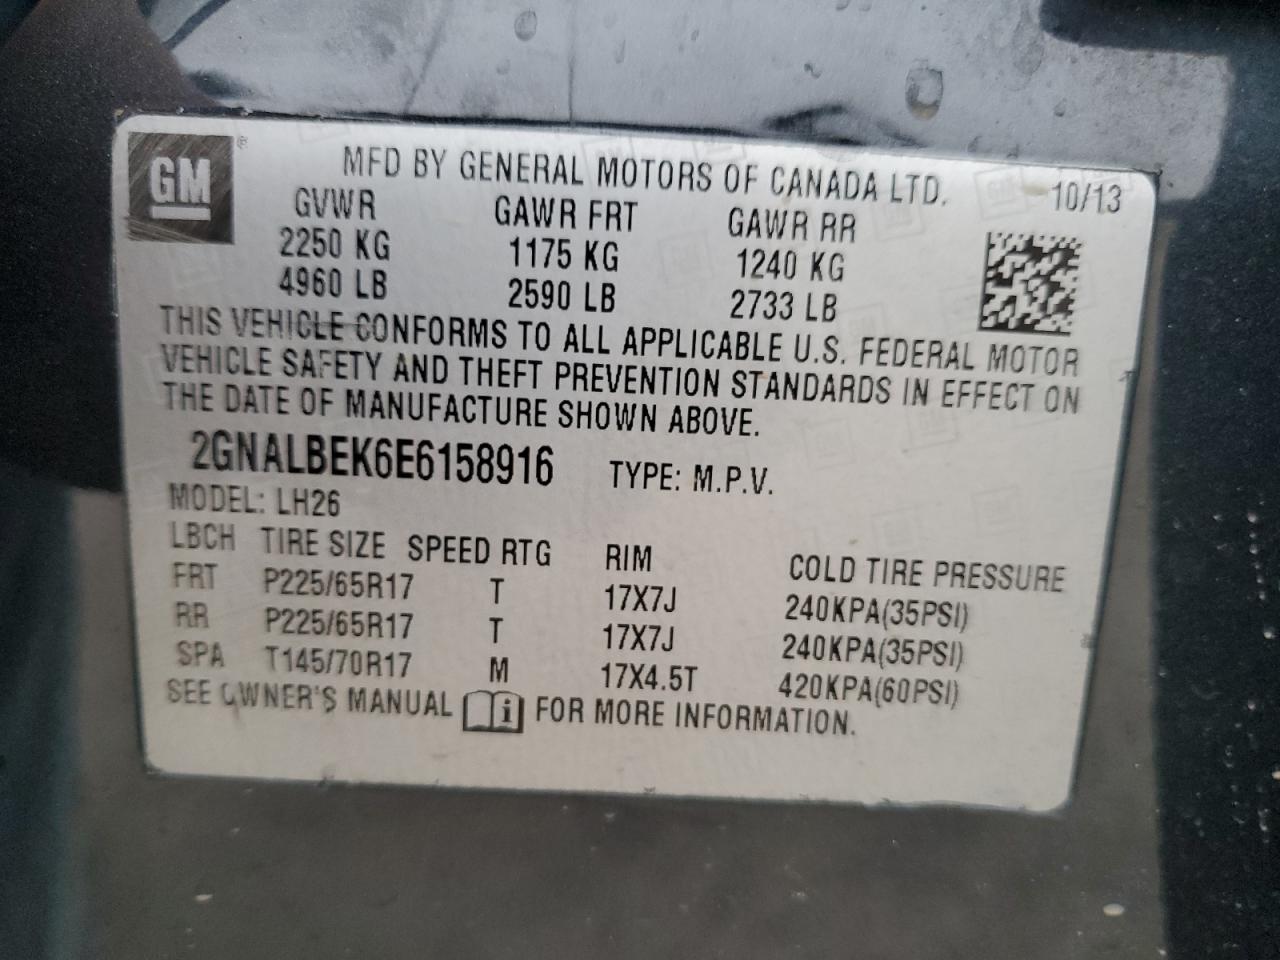 GM ®
MFD BY GENERAL MOTORS OF CANADA LTD.
10/13
GVWR GAWR FRT GAWR RR
2250 KG 1175 KG 1240 KG
4960 LB 2590 LB 2733 LB
THIS VEHICLE CONFORMS TO ALL APPLICABLE U.S. FEDERAL MOTOR
VEHICLE SAFETY AND THEFT PREVENTION STANDARDS IN EFFECT ON
THE DATE OF MANUFACTURE SHOWN ABOVE.
2GNALBEK6E6158916 TYPE: M.P.V.
MODEL: LH26
LBCH TIRE SIZE SPEED RTG RIM COLD TIRE PRESSURE
FRT P225/65R17 T 17X7J 240KPA(35PSI)
RR P225/65R17 T 17X7J 240KPA(35PSI)
SPA T145/70R17 M 17X4.5T 420KPA(60PSI)
SEE OWNER'S MANUAL i FOR MORE INFORMATION.